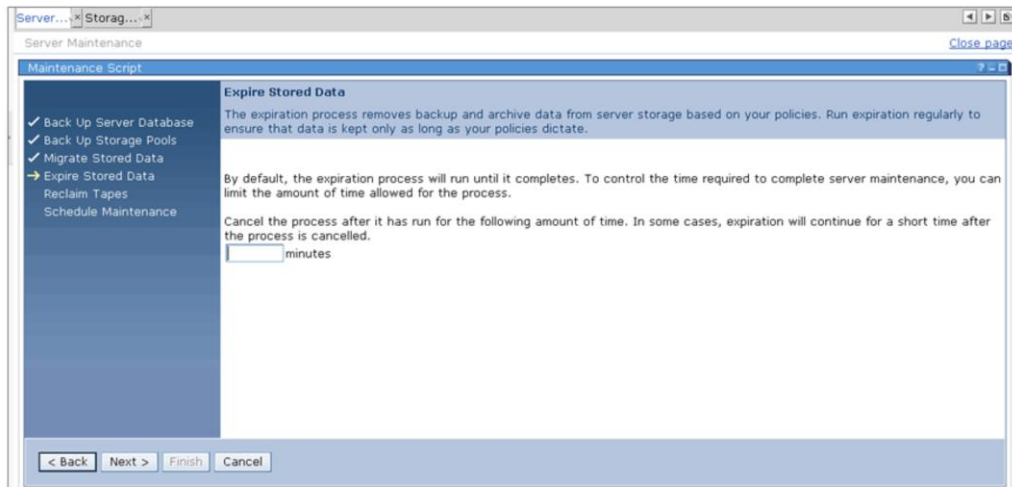 Server... Storag...
Server Maintenance Close page
Maintenance Script
Back Up Server Database
Back Up Storage Pools
Migrate Stored Data
Expire Stored Data
Reclaim Tapes
Schedule Maintenance
Expire Stored Data
The expiration process removes backup and archive data from server storage based on your policies. Run expiration regularly to
ensure that data is kept only as long as your policies dictate.
By default, the expiration process will run until it completes. To control the time required to complete server maintenance, you can
limit the amount of time allowed for the process.
Cancel the process after it has run for the following amount of time. In some cases, expiration will continue for a short time after
the process is cancelled.
minutes
< Back Next > Finish Cancel